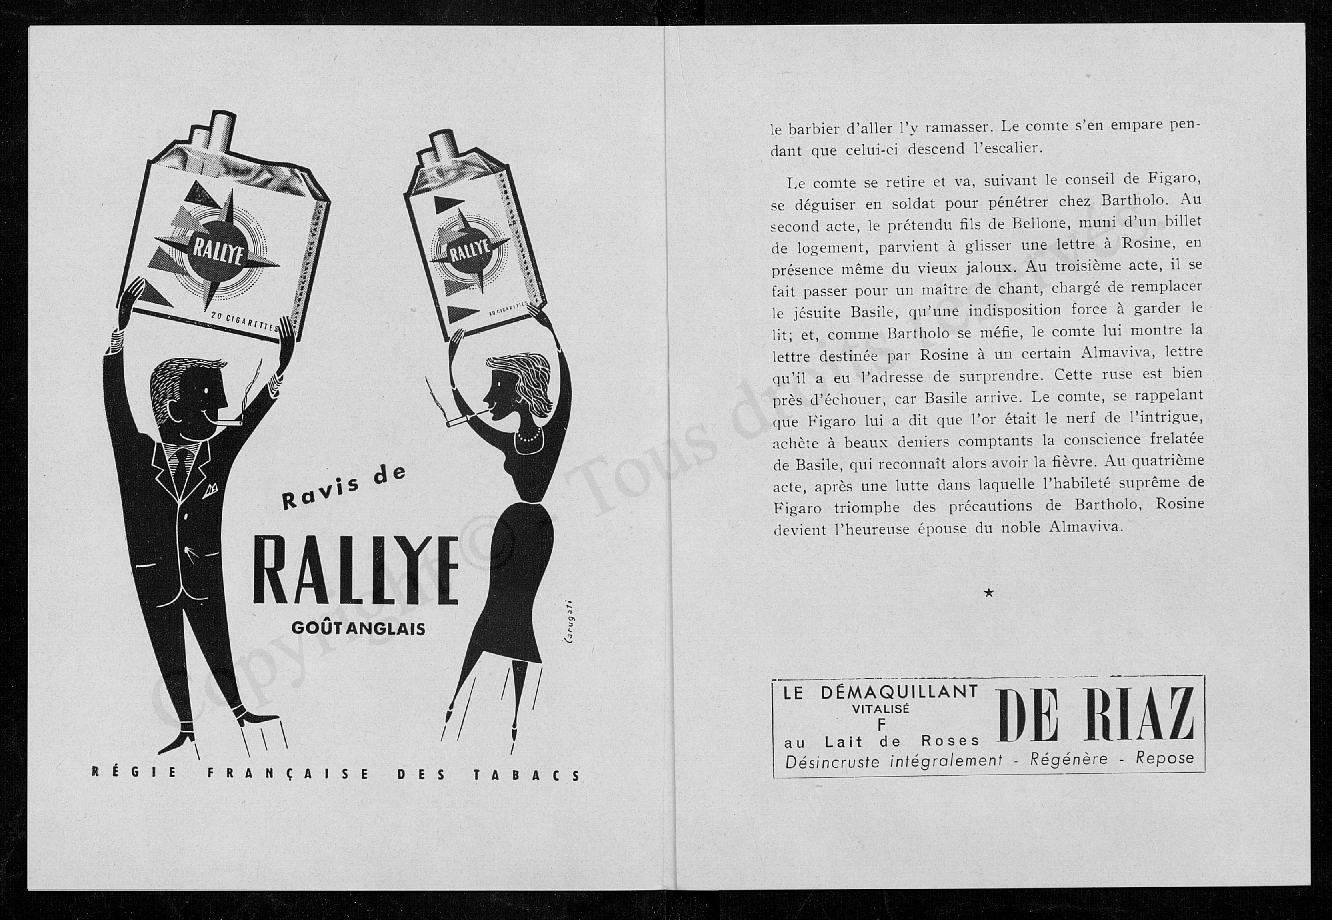 RALLYE
20 CIGARETTES
RALLYE
20 CIGARETTES
Ravis de
RALLYE
GOÛT ANGLAIS
Carugati
RÉGIE FRANÇAISE DES TABACS
le barbier d'aller l'y ramasser. Le comte s'en empare pen-
dant que celui-ci descend l'escalier.
Le comte se retire et va, suivant le conseil de Figaro,
se déguiser en soldat pour pénétrer chez Bartholo. Au
second acte, le prétendu fils de Bellone, muni d'un billet
de logement, parvient à glisser une lettre à Rosine, en
présence même du vieux jaloux. Au troisième acte, il se
fait passer pour un maître de chant, chargé de remplacer
le jésuite Basile, qu'une indisposition force à garder le
lit; et, comme Bartholo se méfie, le comte lui montre la
lettre destinée par Rosine à un certain Almaviva, lettre
qu'il a eu l'adresse de surprendre. Cette ruse est bien
près d'échouer, car Basile arrive. Le comte, se rappelant
que Figaro lui a dit que l'or était le nerf de l'intrigue,
achète à beaux deniers comptants la conscience frelatée
de Basile, qui reconnaît alors avoir la fièvre. Au quatrième
acte, après une lutte dans laquelle l'habileté suprême de
Figaro triomphe des précautions de Bartholo, Rosine
devient l'heureuse épouse du noble Almaviva.
LE DÉMAQUILLANT
VITALISÉ
F
au Lait de Roses
DE RIAZ
Désincruste intégralement - Régénère - Repose
Copyright © - Tous droits réservés